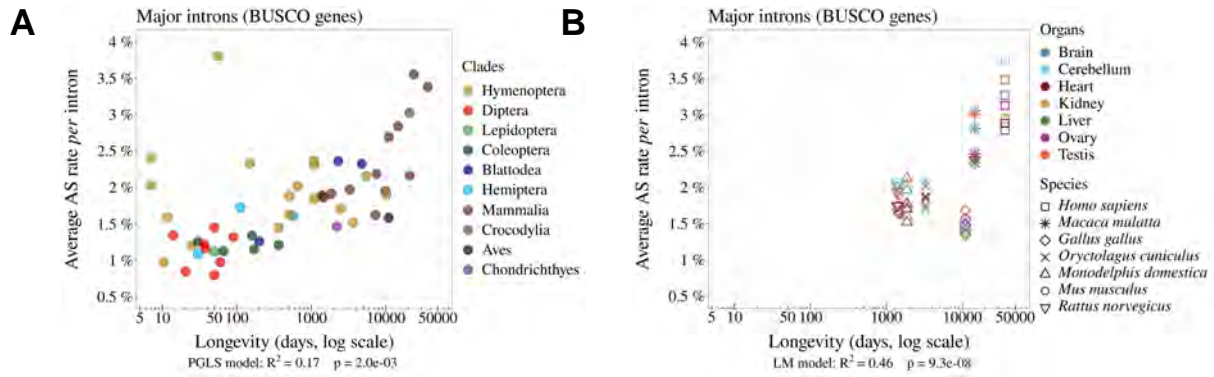 A
Major introns (BUSCO genes)
Average AS rate per intron
4 %
3.5 %
3 %
2.5 %
2 %
1.5 %
1 %
0.5 %
5 10 50 100 1000 10000 50000
Longevity (days, log scale)
PGLS model: R² = 0.17 p = 2.0e-03
Clades
Hymenoptera
Diptera
Lepidoptera
Coleoptera
Blattodea
Hemiptera
Mammalia
Crocodylia
Aves
Chondrichthyes
B
Major introns (BUSCO genes)
Average AS rate per intron
4 %
3.5 %
3 %
2.5 %
2 %
1.5 %
1 %
0.5 %
5 10 50 100 1000 10000 50000
Longevity (days, log scale)
LM model: R² = 0.46 p = 9.3e-08
Organs
Brain
Cerebellum
Heart
Kidney
Liver
Ovary
Testis
Species
Homo sapiens
Macaca mulatta
Gallus gallus
Oryctolagus cuniculus
Monodelphis domestica
Mus musculus
Rattus norvegicus